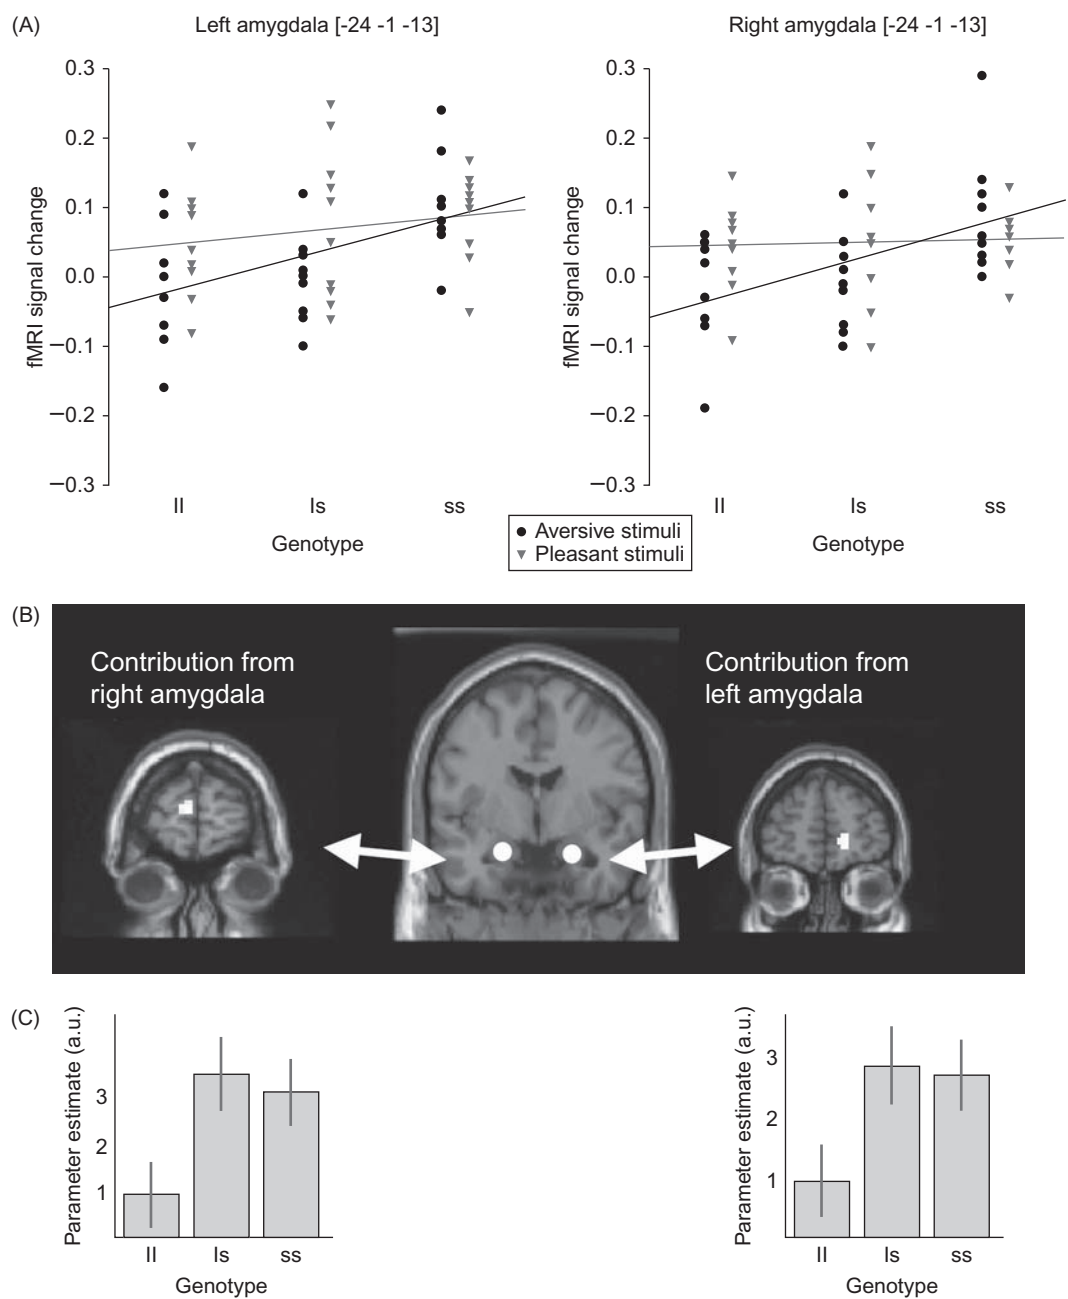 (A)
Left amygdala [-24 -1 -13]
fMRI signal change
0.3
0.2
0.1
0.0
−0.1
−0.2
−0.3
ll
ls
ss
Genotype
Right amygdala [-24 -1 -13]
fMRI signal change
0.3
0.2
0.1
0.0
−0.1
−0.2
−0.3
ll
ls
ss
Genotype
Aversive stimuli
Pleasant stimuli
(B)
Contribution from
right amygdala
Contribution from
left amygdala
(C)
Parameter estimate (a.u.)
3
2
1
ll
ls
ss
Genotype
Parameter estimate (a.u.)
3
2
1
ll
ls
ss
Genotype